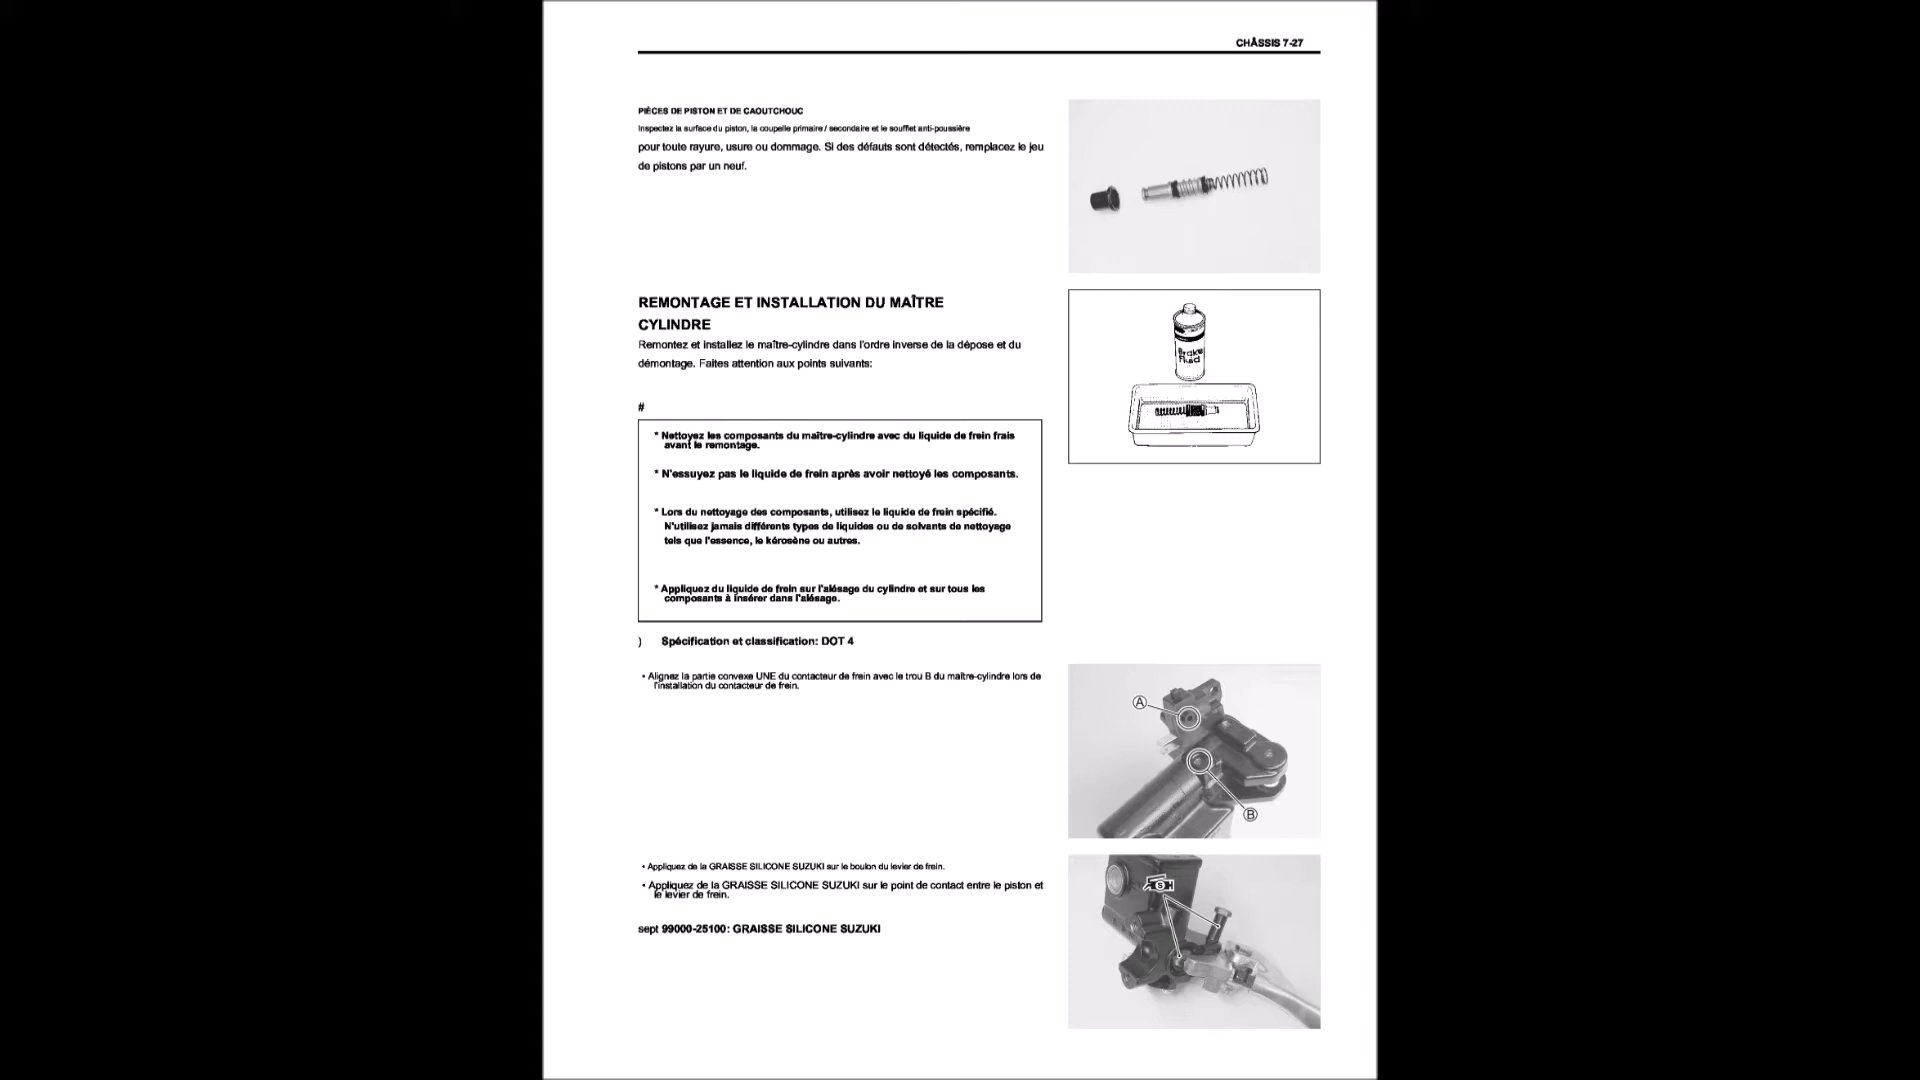 CHÂSSIS 7-27
PIÈCES DE PISTON ET DE CAOUTCHOUC
Inspectez la surface du piston, la coupelle primaire / secondaire et le soufflet anti-poussière
pour toute rayure, usure ou dommage. Si des défauts sont détectés, remplacez le jeu
de pistons par un neuf.
REMONTAGE ET INSTALLATION DU MAÎTRE
CYLINDRE
Remontez et installez le maître-cylindre dans l'ordre inverse de la dépose et du
démontage. Faites attention aux points suivants:
Brake
Fluid
#
* Nettoyez les composants du maître-cylindre avec du liquide de frein frais
avant le remontage.
* N'essuyez pas le liquide de frein après avoir nettoyé les composants.
* Lors du nettoyage des composants, utilisez le liquide de frein spécifié.
N'utilisez jamais différents types de liquides ou de solvants de nettoyage
tels que l'essence, le kérosène ou autres.
* Appliquez du liquide de frein sur l'alésage du cylindre et sur tous les
composants à insérer dans l'alésage.
) Spécification et classification: DOT 4
• Alignez la partie convexe UNE du contacteur de frein avec le trou B du maître-cylindre lors de
l'installation du contacteur de frein.
A
B
• Appliquez de la GRAISSE SILICONE SUZUKI sur le boulon du levier de frein.
• Appliquez de la GRAISSE SILICONE SUZUKI sur le point de contact entre le piston et
le levier de frein.
S
sept 99000-25100: GRAISSE SILICONE SUZUKI